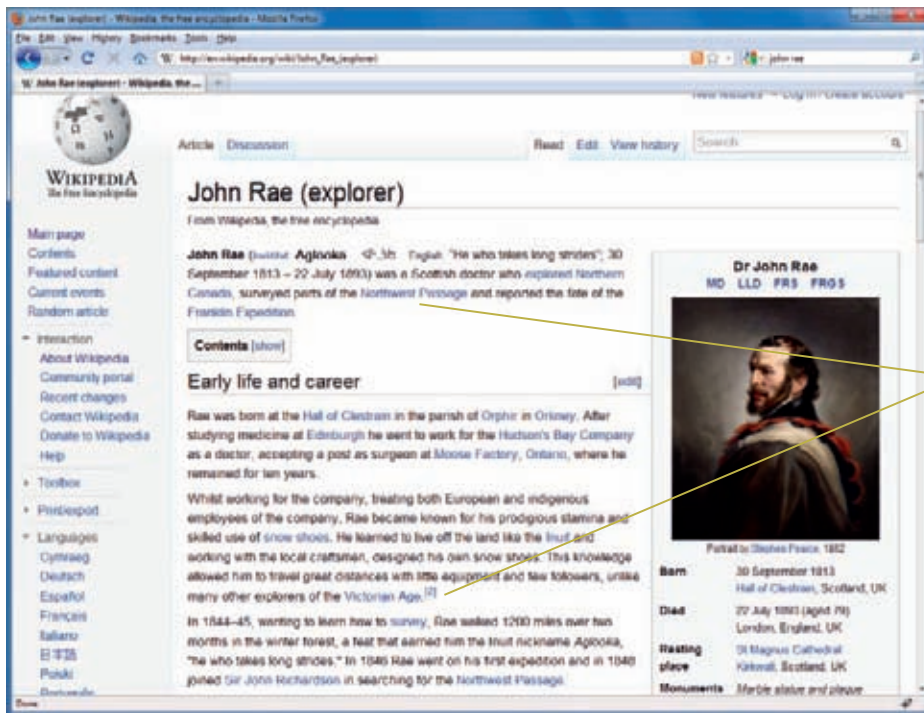 John Rae (explorer) - Wikipedia, the free encyclopedia - Mozilla Firefox
File Edit View History Bookmarks Tools Help
http://en.wikipedia.org/wiki/John_Rae_(explorer)
john rae
John Rae (explorer) - Wikipedia, the ...
New features Log in / create account
WIKIPEDIA
The Free Encyclopedia
Main page
Contents
Featured content
Current events
Random article
Interaction
About Wikipedia
Community portal
Recent changes
Contact Wikipedia
Donate to Wikipedia
Help
Toolbox
Print/export
Languages
Cymraeg
Deutsch
Español
Français
Italiano
日本語
Polski
Português
Article Discussion
Read Edit View history
Search
John Rae (explorer)
From Wikipedia, the free encyclopedia
John Rae (Inuktitut Aglooka English "He who takes long strides"; 30
September 1813 – 22 July 1893) was a Scottish doctor who explored Northern
Canada, surveyed parts of the Northwest Passage and reported the fate of the
Franklin Expedition.
Contents [show]
Early life and career [edit]
Rae was born at the Hall of Clestrain in the parish of Orphir in Orkney. After
studying medicine at Edinburgh he went to work for the Hudson's Bay Company
as a doctor, accepting a post as surgeon at Moose Factory, Ontario, where he
remained for ten years.
Whilst working for the company, treating both European and indigenous
employees of the company, Rae became known for his prodigious stamina and
skilled use of snow shoes. He learned to live off the land like the Inuit and
working with the local craftsmen, designed his own snow shoes. This knowledge
allowed him to travel great distances with little equipment and few followers, unlike
many other explorers of the Victorian Age.[2]
In 1844–45, wanting to learn how to survey, Rae walked 1200 miles over two
months in the winter forest, a feat that earned him the Inuit nickname Aglooka,
"he who takes long strides." In 1846 Rae went on his first expedition and in 1848
joined Sir John Richardson in searching for the Northwest Passage.
Dr John Rae
MD LLD FRS FRGS
Portrait by Stephen Pearce, 1862
Born 30 September 1813
Hall of Clestrain, Scotland, UK
Died 22 July 1893 (aged 79)
London, England, UK
Resting place St Magnus Cathedral
Kirkwall, Scotland, UK
Monuments Marble statue and plaque
Done